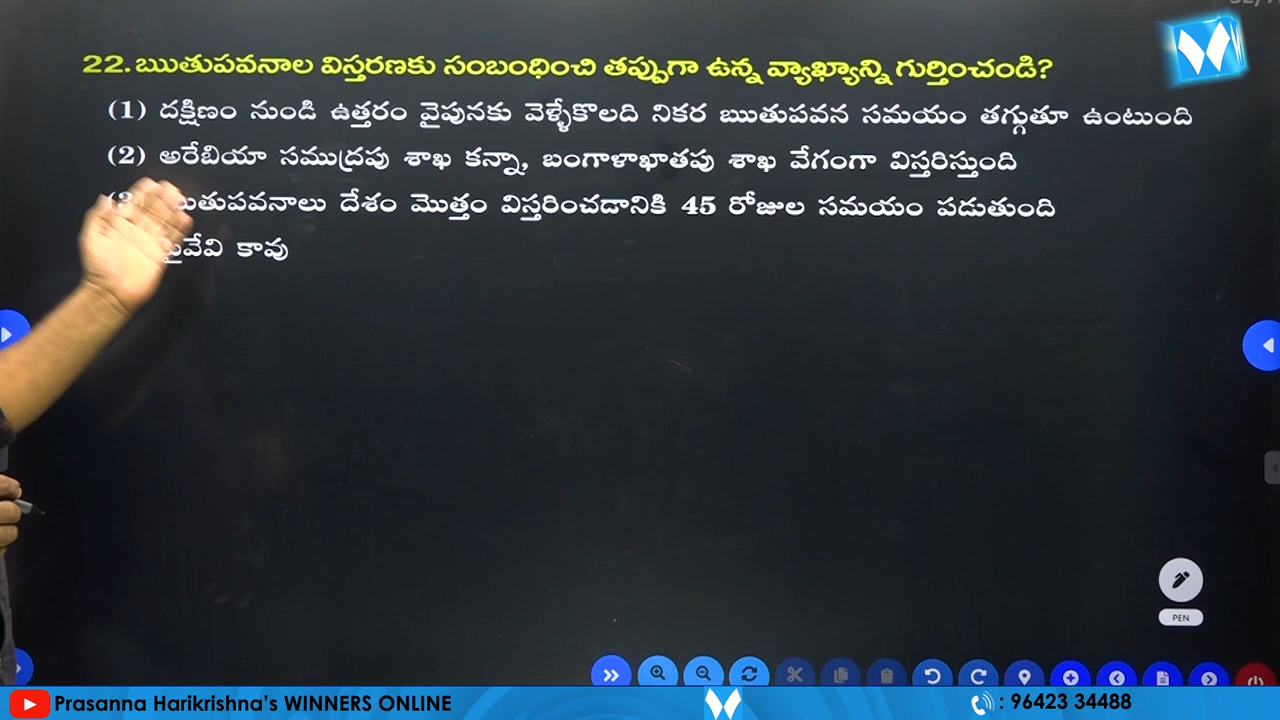 22. ఋతుపవనాల విస్తరణకు సంబంధించి తప్పుగా ఉన్న వ్యాఖ్యాన్ని గుర్తించండి?
(1) దక్షిణం నుండి ఉత్తరం వైపునకు వెళ్ళేకొలది నికర ఋతుపవన సమయం తగ్గుతూ ఉంటుంది
(2) అరేబియా సముద్రపు శాఖ కన్నా, బంగాళాఖాతపు శాఖ వేగంగా విస్తరిస్తుంది
(3) ఋతుపవనాలు దేశం మొత్తం విస్తరించడానికి 45 రోజుల సమయం పడుతుంది
పైవేవి కావు
PEN
Prasanna Harikrishna's WINNERS ONLINE
: 96423 34488